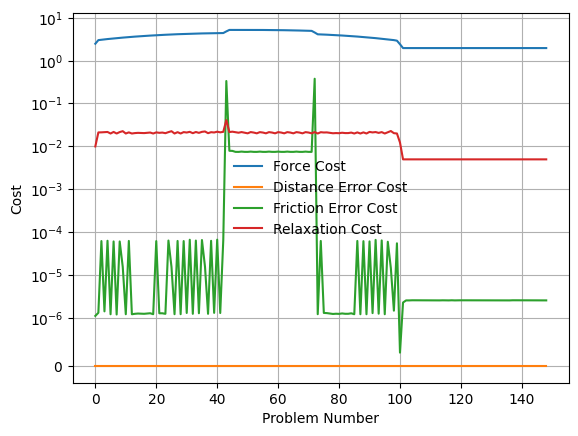 10¹
10⁰
10⁻¹
10⁻²
10⁻³
10⁻⁴
10⁻⁵
10⁻⁶
0
Cost
Force Cost
Distance Error Cost
Friction Error Cost
Relaxation Cost
0 20 40 60 80 100 120 140
Problem Number